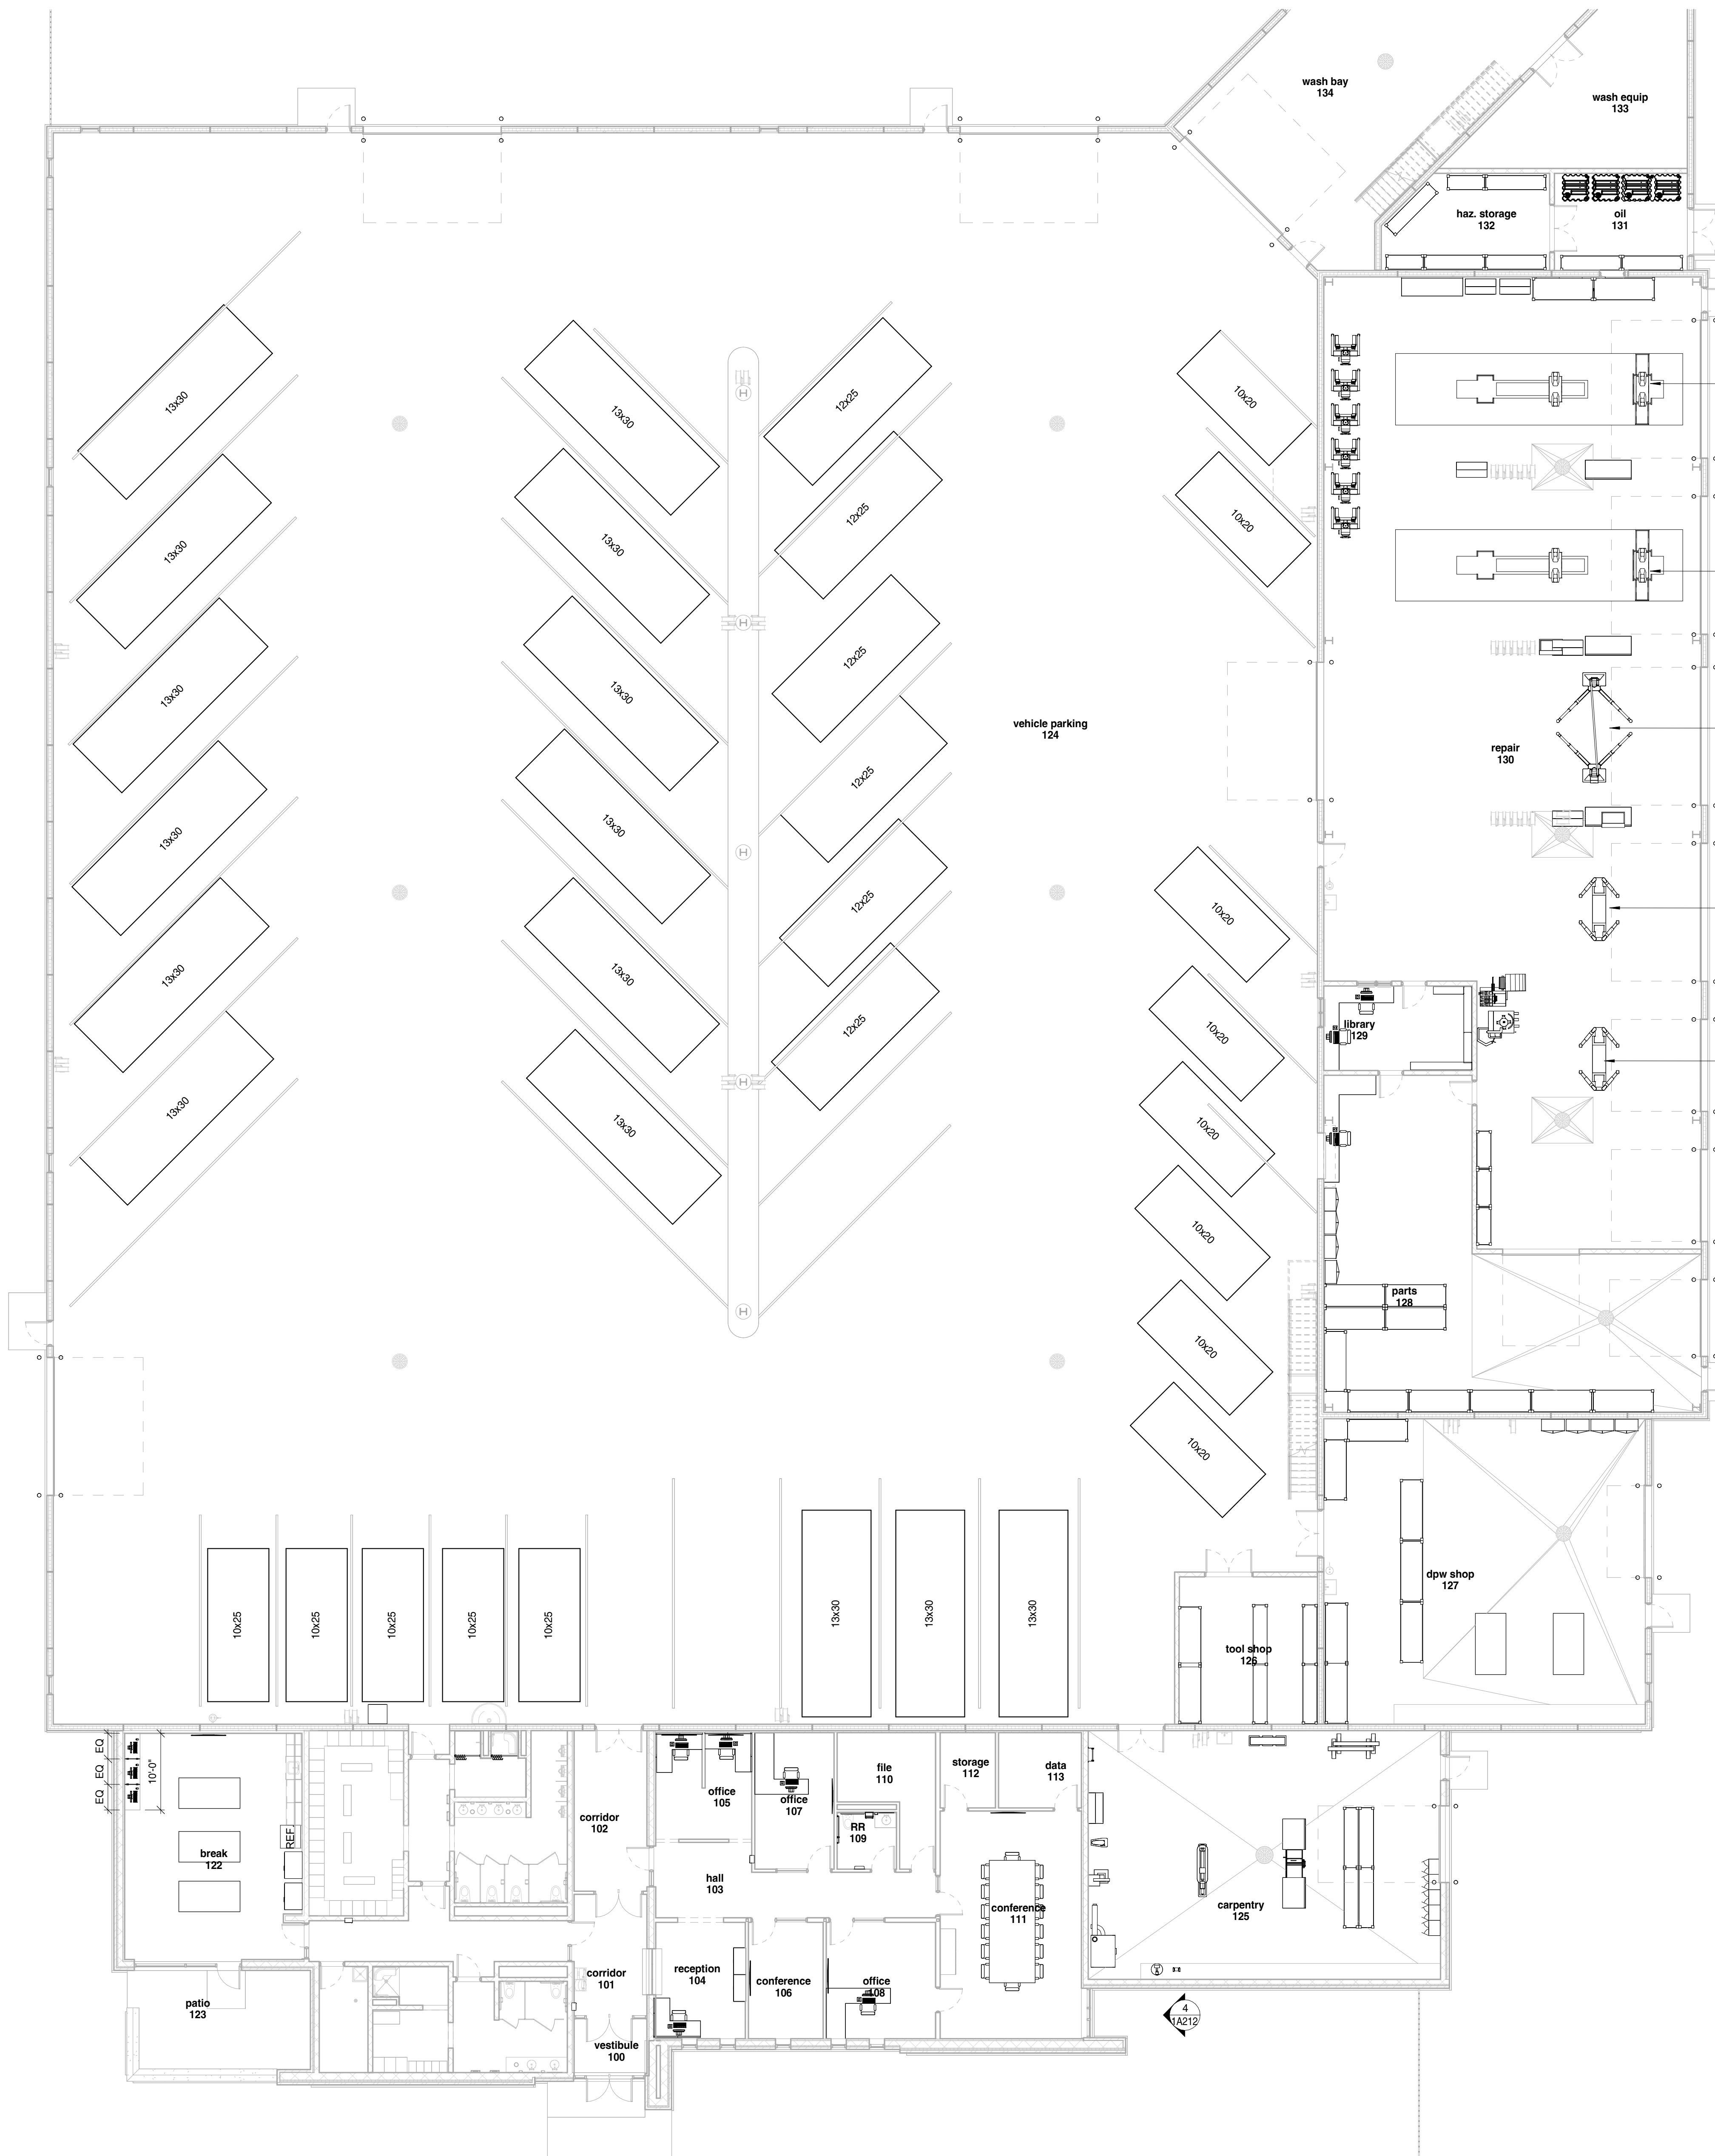 wash bay
134
wash equip
133
haz. storage
132
oil
131
13x30
13x30
12x25
10x20
13x30
13x30
12x25
10x20
13x30
13x30
12x25
vehicle parking
124
repair
130
13x30
13x30
12x25
13x30
13x30
12x25
10x20
13x30
13x30
12x25
10x20
library
129
10x20
10x20
10x20
10x20
parts
128
H
H
H
H
H
10x25
10x25
10x25
10x25
10x25
13x30
13x30
13x30
tool shop
126
dpw shop
127
EQ
EQ
EQ
10'-0"
REF.
break
122
corridor
102
office
105
office
107
file
110
RR
109
storage
112
data
113
hall
103
conference
111
carpentry
125
patio
123
corridor
101
reception
104
conference
106
office
108
vestibule
100
4
1A212